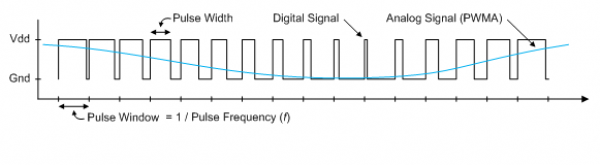 Pulse Width
Digital Signal
Analog Signal (PWMA)
Vdd
Gnd
Pulse Window = 1 / Pulse Frequency (f)